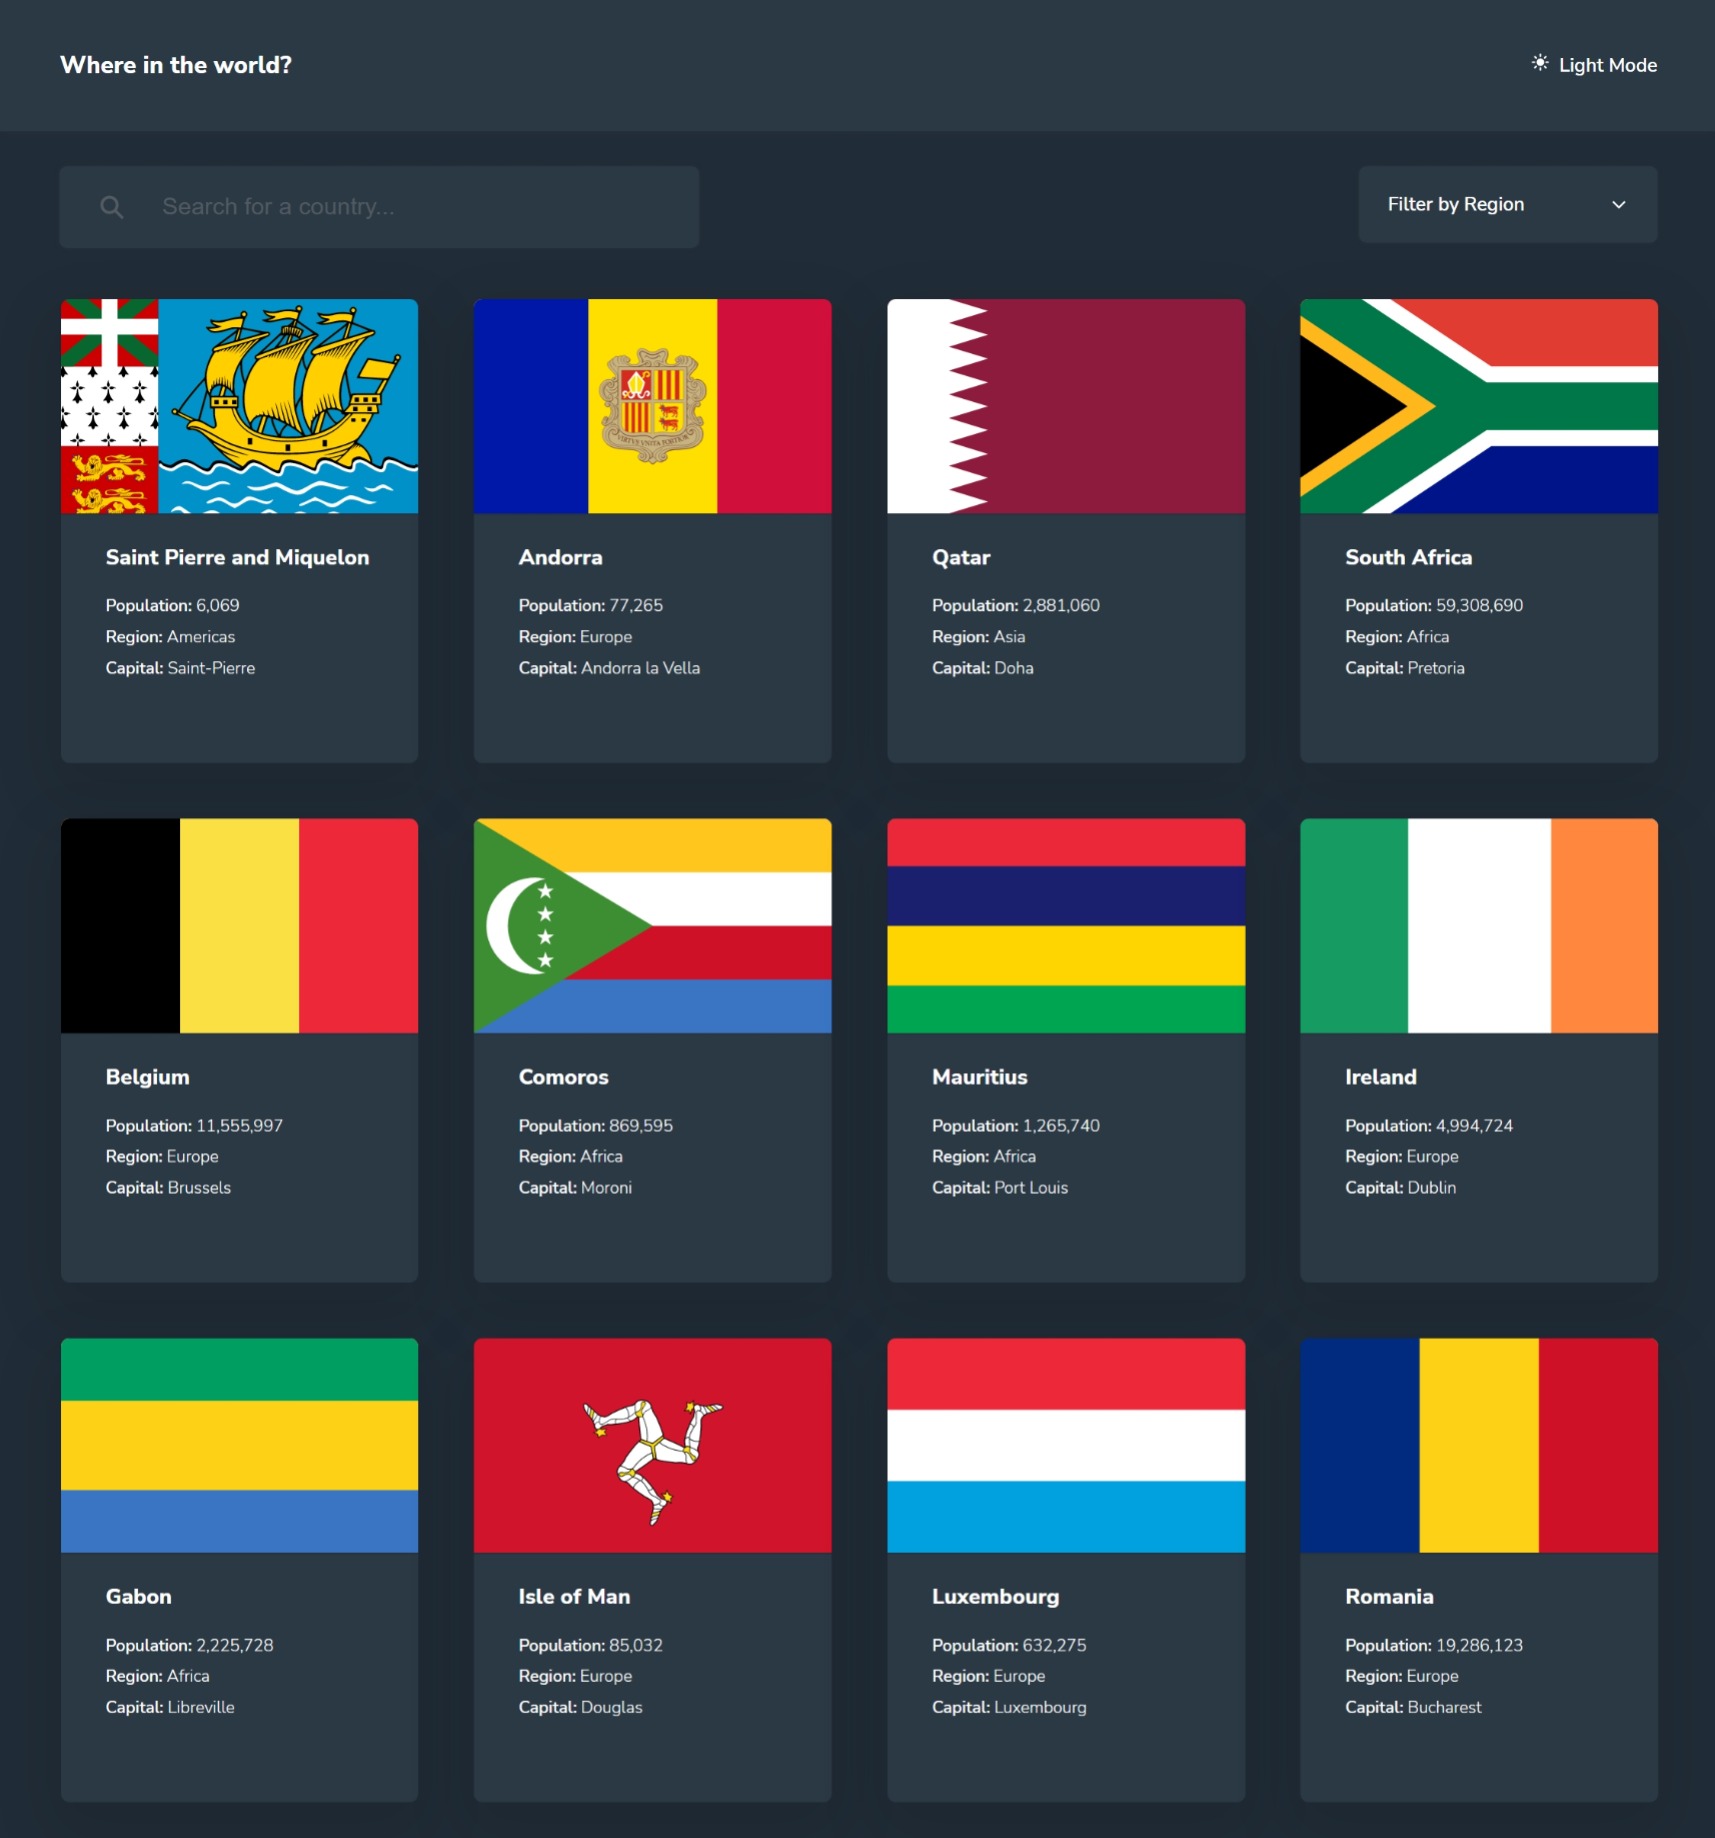 Where in the world?
Light Mode
Search for a country...
Filter by Region
Saint Pierre and Miquelon
Population: 6,069
Region: Americas
Capital: Saint-Pierre
Andorra
Population: 77,265
Region: Europe
Capital: Andorra la Vella
Qatar
Population: 2,881,060
Region: Asia
Capital: Doha
South Africa
Population: 59,308,690
Region: Africa
Capital: Pretoria
Belgium
Population: 11,555,997
Region: Europe
Capital: Brussels
Comoros
Population: 869,595
Region: Africa
Capital: Moroni
Mauritius
Population: 1,265,740
Region: Africa
Capital: Port Louis
Ireland
Population: 4,994,724
Region: Europe
Capital: Dublin
Gabon
Population: 2,225,728
Region: Africa
Capital: Libreville
Isle of Man
Population: 85,032
Region: Europe
Capital: Douglas
Luxembourg
Population: 632,275
Region: Europe
Capital: Luxembourg
Romania
Population: 19,286,123
Region: Europe
Capital: Bucharest